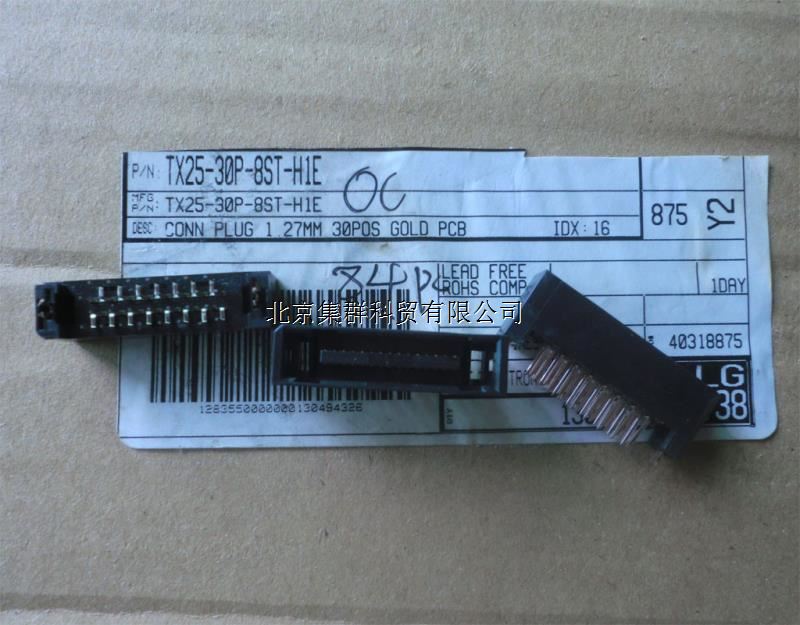 P/N: TX25-30P-8ST-H1E
OC
MFG P/N: TX25-30P-8ST-H1E
DESC: CONN PLUG 1.27MM 30POS GOLD PCB IDX: 16
875
Y2
LEAD FREE
ROHS COMP
1DAY
北京集群科贸有限公司
40318875
LG
38
1283550000000130494326